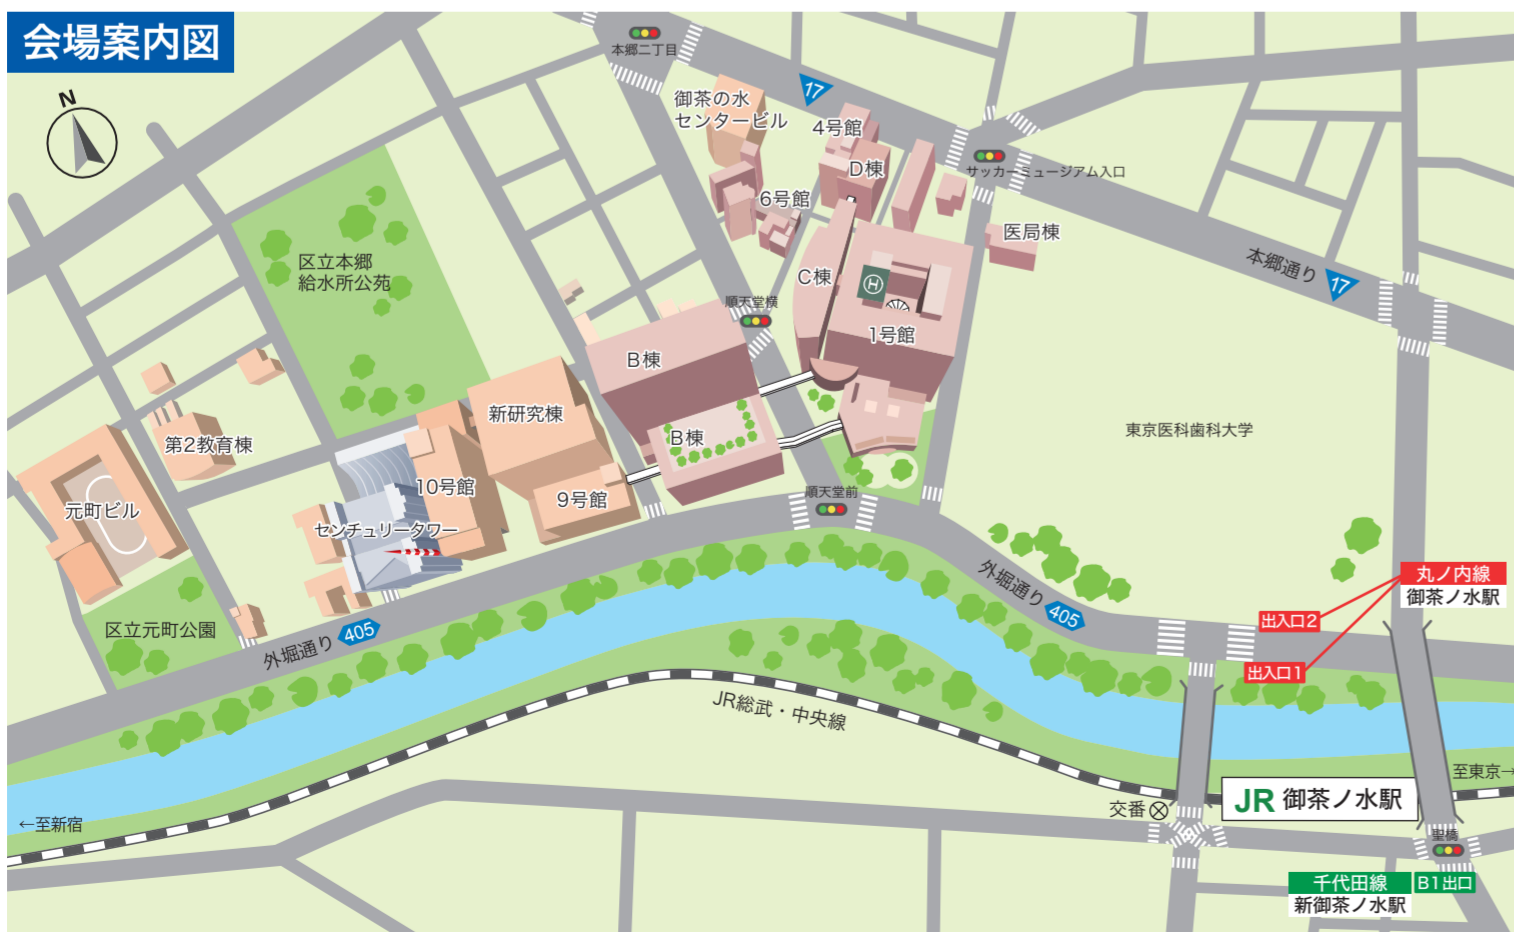 会場案内図
N
本郷二丁目
17
御茶の水
センタービル
4号館
D棟
サッカーミュージアム入口
6号館
医局棟
区立本郷
給水所公苑
C棟
本郷通り
17
順天堂横
1号館
B棟
新研究棟
第2教育棟
B棟
東京医科歯科大学
元町ビル
10号館
9号館
順天堂前
センチュリータワー
区立元町公園
外堀通り
405
外堀通り
405
丸ノ内線
御茶ノ水駅
出入口2
出入口1
JR総武・中央線
至東京→
JR 御茶ノ水駅
交番
←至新宿
聖橋
千代田線
B1出口
新御茶ノ水駅
H